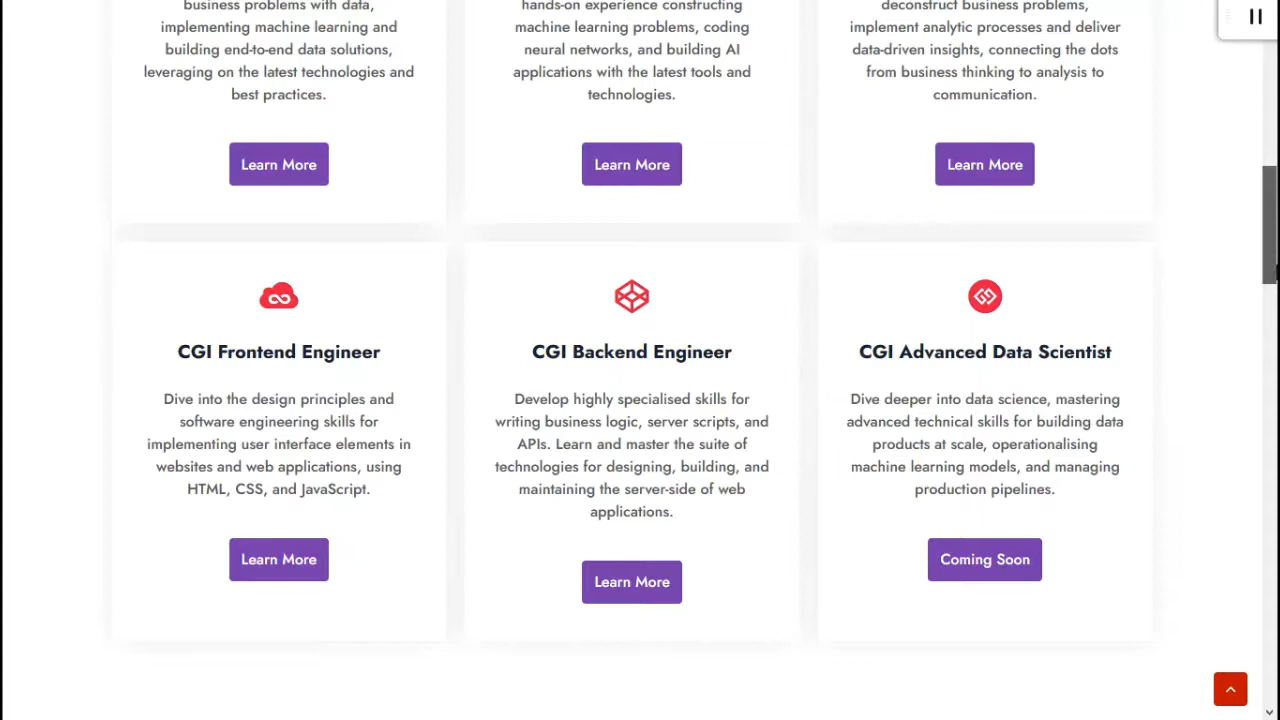 business problems with data,
implementing machine learning and
building end-to-end data solutions,
leveraging on the latest technologies and
best practices.
Learn More
hands-on experience constructing
machine learning problems, coding
neural networks, and building AI
applications with the latest tools and
technologies.
Learn More
deconstruct business problems,
implement analytic processes and deliver
data-driven insights, connecting the dots
from business thinking to analysis to
communication.
Learn More
CGI Frontend Engineer
Dive into the design principles and
software engineering skills for
implementing user interface elements in
websites and web applications, using
HTML, CSS, and JavaScript.
Learn More
CGI Backend Engineer
Develop highly specialised skills for
writing business logic, server scripts, and
APIs. Learn and master the suite of
technologies for designing, building, and
maintaining the server-side of web
applications.
Learn More
CGI Advanced Data Scientist
Dive deeper into data science, mastering
advanced technical skills for building data
products at scale, operationalising
machine learning models, and managing
production pipelines.
Coming Soon